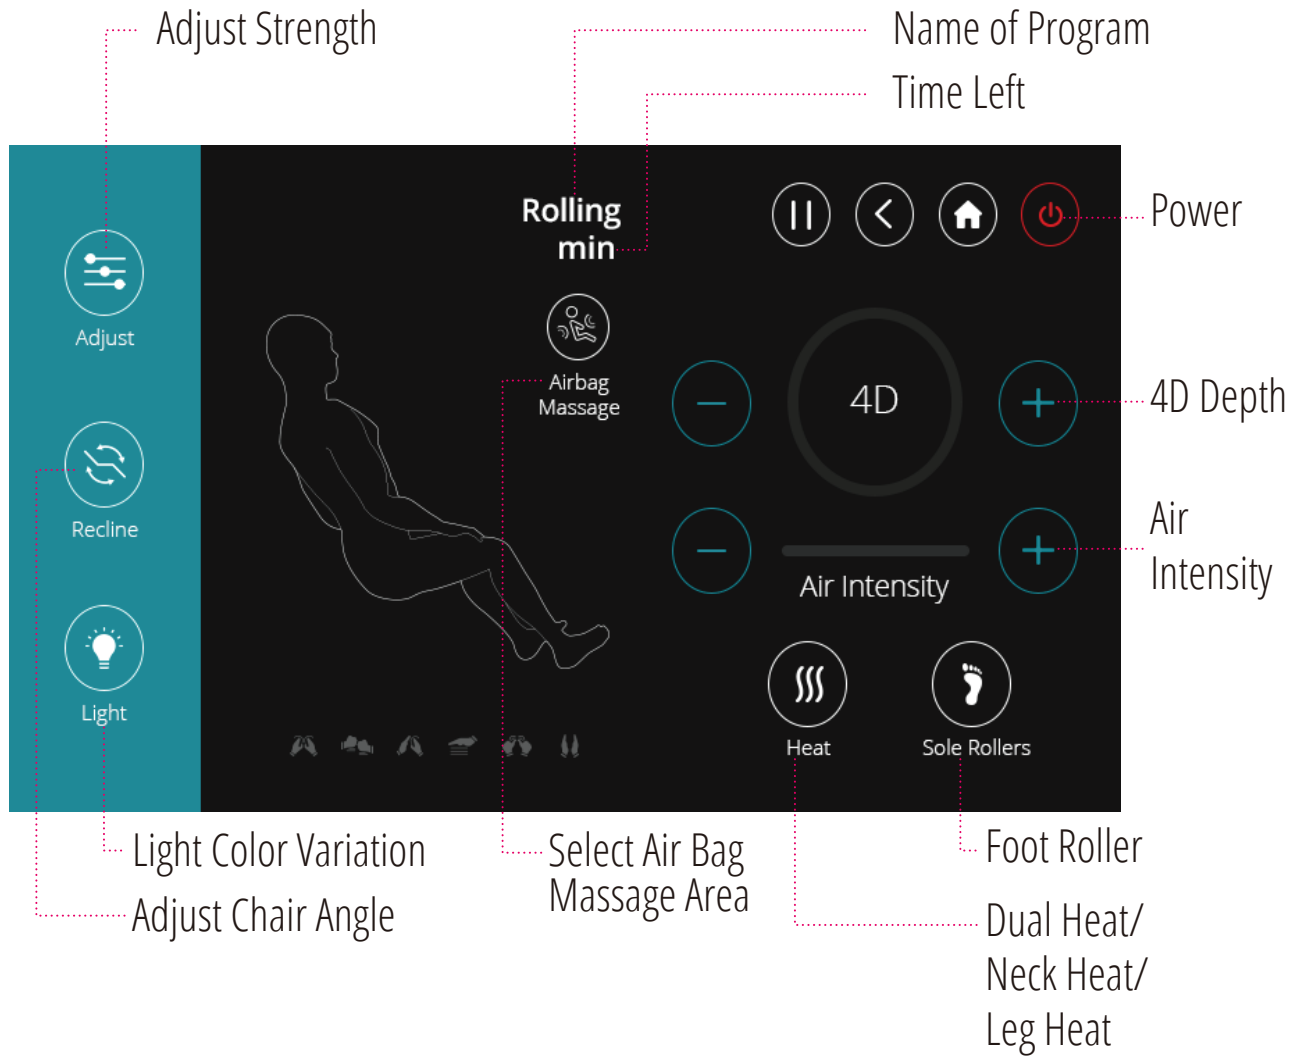 Adjust Strength
Name of Program
Time Left
Rolling
min
Power
Adjust
Airbag
Massage
4D
4D Depth
Recline
Air
Intensity
Air Intensity
Light
Heat
Sole Rollers
Light Color Variation
Adjust Chair Angle
Select Air Bag
Massage Area
Foot Roller
Dual Heat/
Neck Heat/
Leg Heat